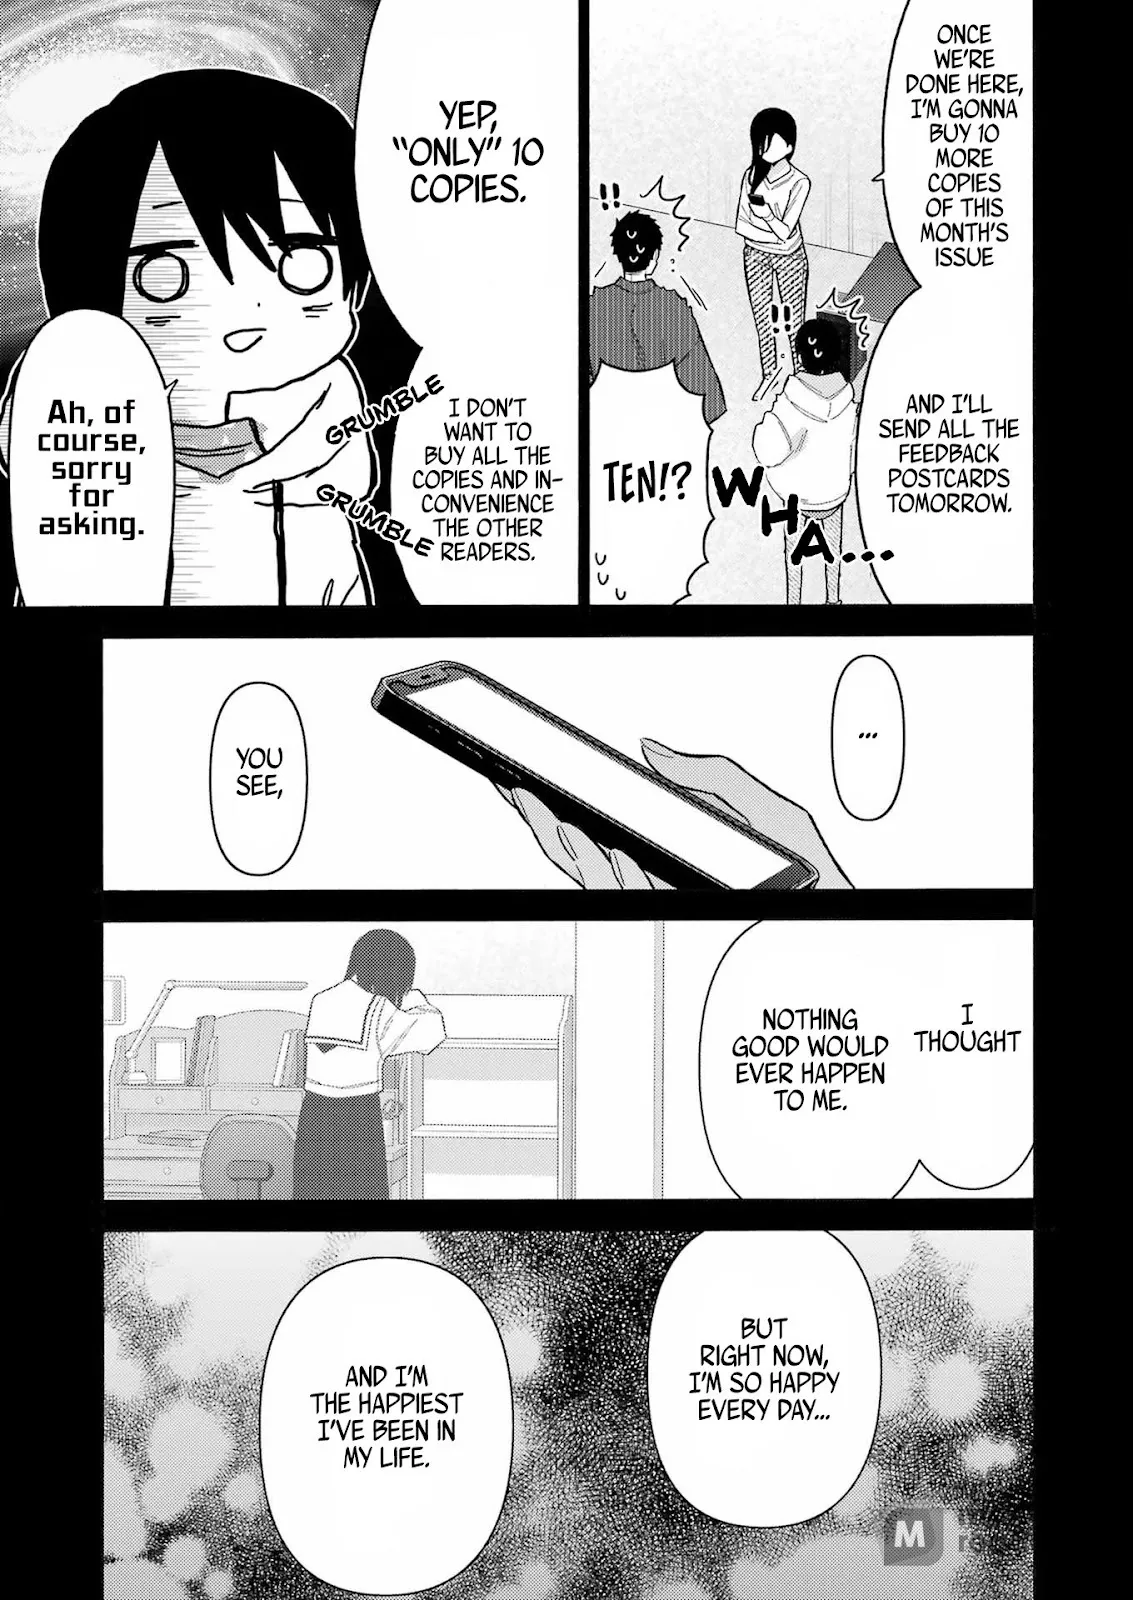 ONCE
WE'RE
DONE HERE,
I'M GONNA
BUY 10
MORE
COPIES
OF THIS
MONTH'S
ISSUE
AND I'LL
SEND ALL THE
FEEDBACK
POSTCARDS
TOMORROW.
!!
!!
TEN!?
WHA...
YEP,
"ONLY" 10
COPIES.
I DON'T
WANT TO
BUY ALL THE
COPIES AND IN-
CONVENIENCE
THE OTHER
READERS.
GRUMBLE
GRUMBLE
Ah, of
course,
sorry
for
asking.
...
YOU
SEE,
I
THOUGHT
NOTHING
GOOD WOULD
EVER HAPPEN
TO ME.
BUT
RIGHT NOW,
I'M SO HAPPY
EVERY DAY...
AND I'M
THE HAPPIEST
I'VE BEEN IN
MY LIFE.
M